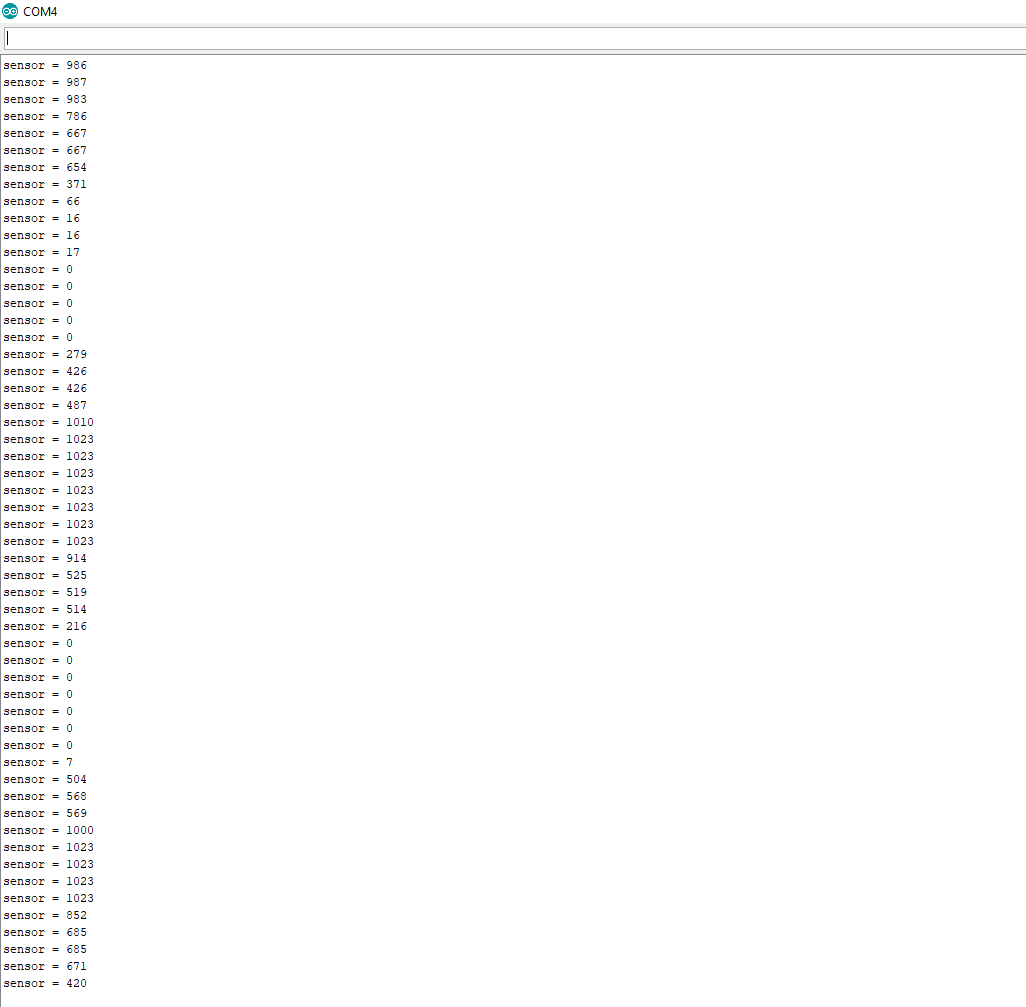 COM4
sensor = 986
sensor = 987
sensor = 983
sensor = 786
sensor = 667
sensor = 667
sensor = 654
sensor = 371
sensor = 66
sensor = 16
sensor = 16
sensor = 17
sensor = 0
sensor = 0
sensor = 0
sensor = 0
sensor = 0
sensor = 279
sensor = 426
sensor = 426
sensor = 487
sensor = 1010
sensor = 1023
sensor = 1023
sensor = 1023
sensor = 1023
sensor = 1023
sensor = 1023
sensor = 1023
sensor = 914
sensor = 525
sensor = 519
sensor = 514
sensor = 216
sensor = 0
sensor = 0
sensor = 0
sensor = 0
sensor = 0
sensor = 0
sensor = 0
sensor = 7
sensor = 504
sensor = 568
sensor = 569
sensor = 1000
sensor = 1023
sensor = 1023
sensor = 1023
sensor = 1023
sensor = 852
sensor = 685
sensor = 685
sensor = 671
sensor = 420